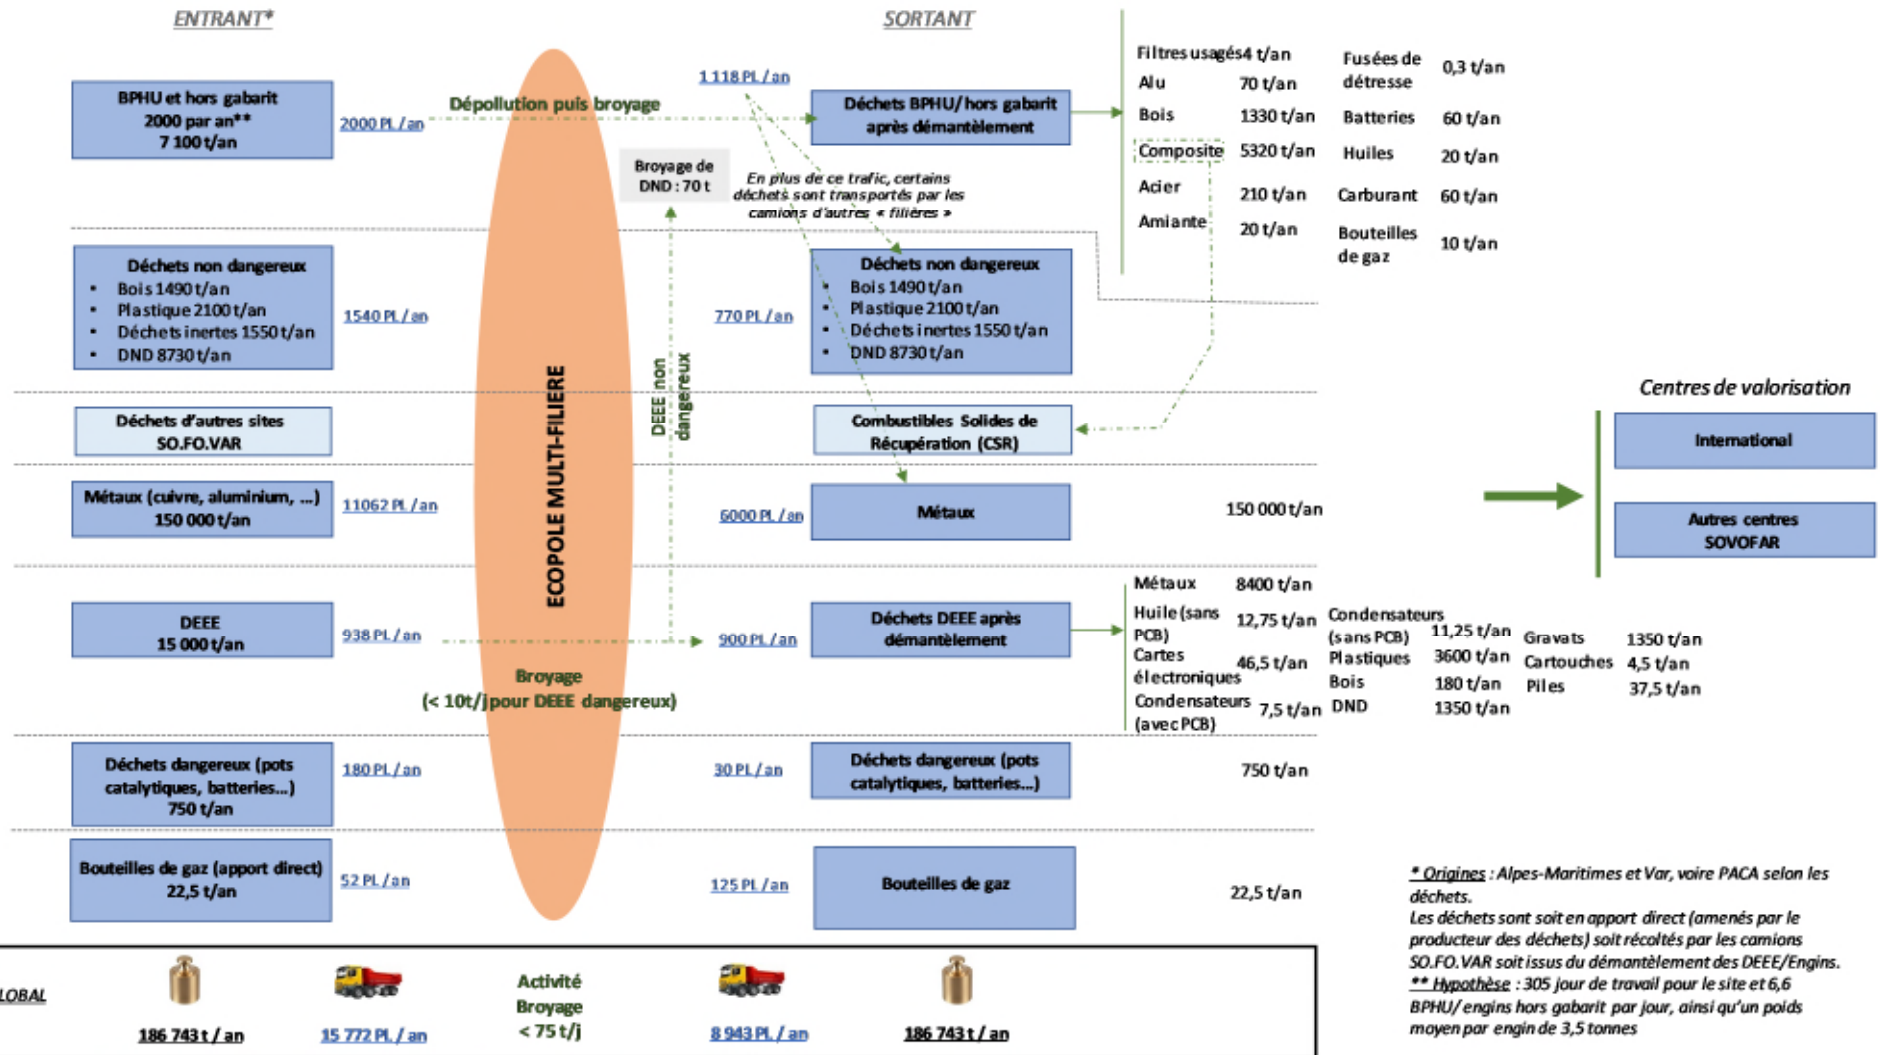 ENTRANT*
SORTANT
BPHU et hors gabarit
2000 par an**
7 100 t/an
2000 PL / an
Dépollution puis broyage
1 118 PL / an
Déchets BPHU/ hors gabarit
après démantèlement
Filtres usagés 4 t/an
Alu 70 t/an
Bois 1330 t/an
Composite 5320 t/an
Acier 210 t/an
Amiante 20 t/an
Fusées de
détresse 0,3 t/an
Batteries 60 t/an
Huiles 20 t/an
Carburant 60 t/an
Bouteilles
de gaz 10 t/an
Broyage de
DND : 70 t
En plus de ce trafic, certains
déchets sont transportés par les
camions d'autres « filières »
Déchets non dangereux
▪ Bois 1490 t/an
▪ Plastique 2100 t/an
▪ Déchets inertes 1550 t/an
▪ DND 8730 t/an
1540 PL / an
770 PL / an
Déchets non dangereux
▪ Bois 1490 t/an
▪ Plastique 2100 t/an
▪ Déchets inertes 1550 t/an
▪ DND 8730 t/an
ECOPOLE MULTI-FILIERE
DEEE non
dangereux
Déchets d'autres sites
SO.FO.VAR
Combustibles Solides de
Récupération (CSR)
Centres de valorisation
International
Autres centres
SOVOFAR
Métaux (cuivre, aluminium, ...)
150 000 t/an
11062 PL / an
6000 PL / an
Métaux
150 000 t/an
DEEE
15 000 t/an
938 PL / an
900 PL / an
Déchets DEEE après
démantèlement
Broyage
(< 10t/j pour DEEE dangereux)
Métaux 8400 t/an
Huile (sans
PCB) 12,75 t/an
Cartes
électroniques 46,5 t/an
Condensateurs
(avec PCB) 7,5 t/an
Condensateurs
(sans PCB) 11,25 t/an
Plastiques 3600 t/an
Bois 180 t/an
DND 1350 t/an
Gravats 1350 t/an
Cartouches 4,5 t/an
Piles 37,5 t/an
Déchets dangereux (pots
catalytiques, batteries...)
750 t/an
180 PL / an
30 PL / an
Déchets dangereux (pots
catalytiques, batteries...)
750 t/an
Bouteilles de gaz (apport direct)
22,5 t/an
52 PL / an
125 PL / an
Bouteilles de gaz
22,5 t/an
LOBAL
186 743 t / an
15 772 PL / an
Activité
Broyage
< 75 t/j
8 943 PL / an
186 743 t / an
* Origines : Alpes-Maritimes et Var, voire PACA selon les
déchets.
Les déchets sont soit en apport direct (amenés par le
producteur des déchets) soit récoltés par les camions
SO.FO.VAR soit issus du démantèlement des DEEE/Engins.
** Hypothèse : 305 jour de travail pour le site et 6,6
BPHU/ engins hors gabarit par jour, ainsi qu'un poids
moyen par engin de 3,5 tonnes